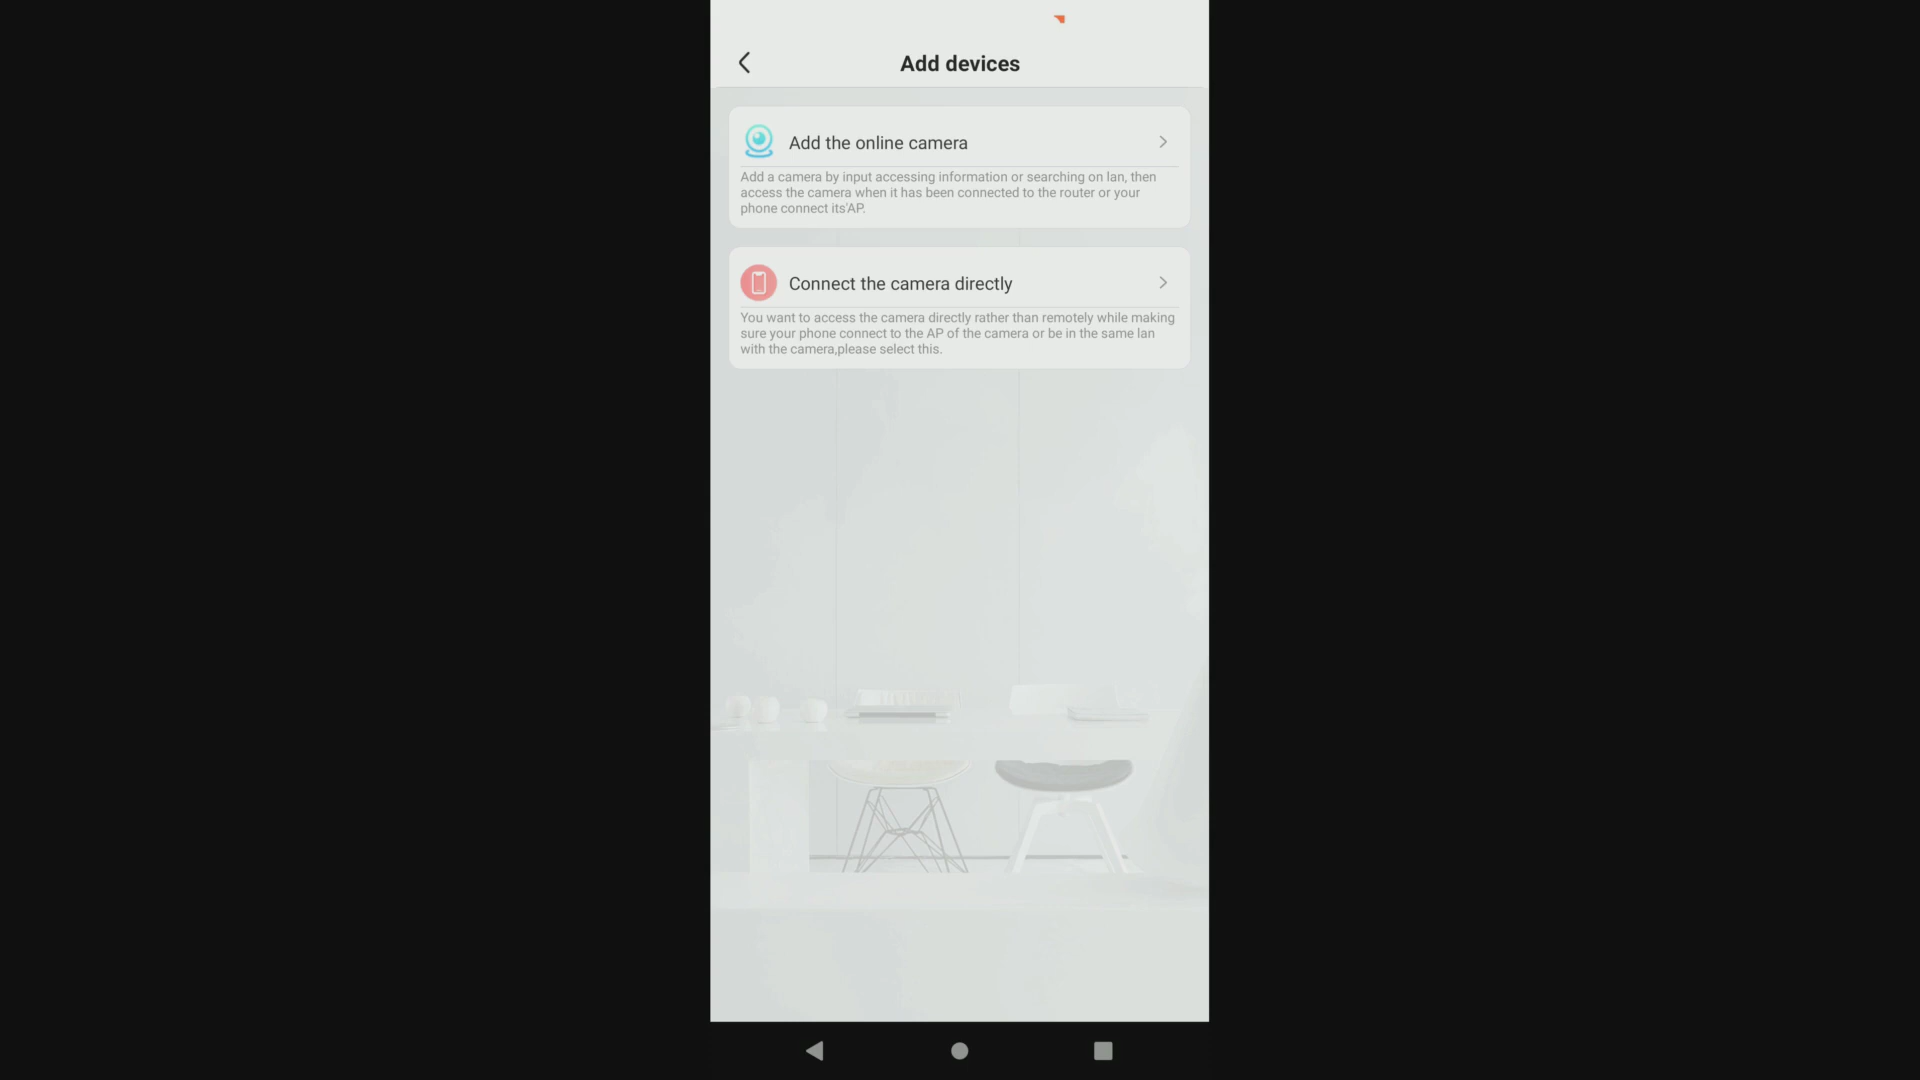 Add devices
Add the online camera
Add a camera by input accessing information or searching on lan, then
access the camera when it has been connected to the router or your
phone connect its'AP.
Connect the camera directly
You want to access the camera directly rather than remotely while making
sure your phone connect to the AP of the camera or be in the same lan
with the camera,please select this.